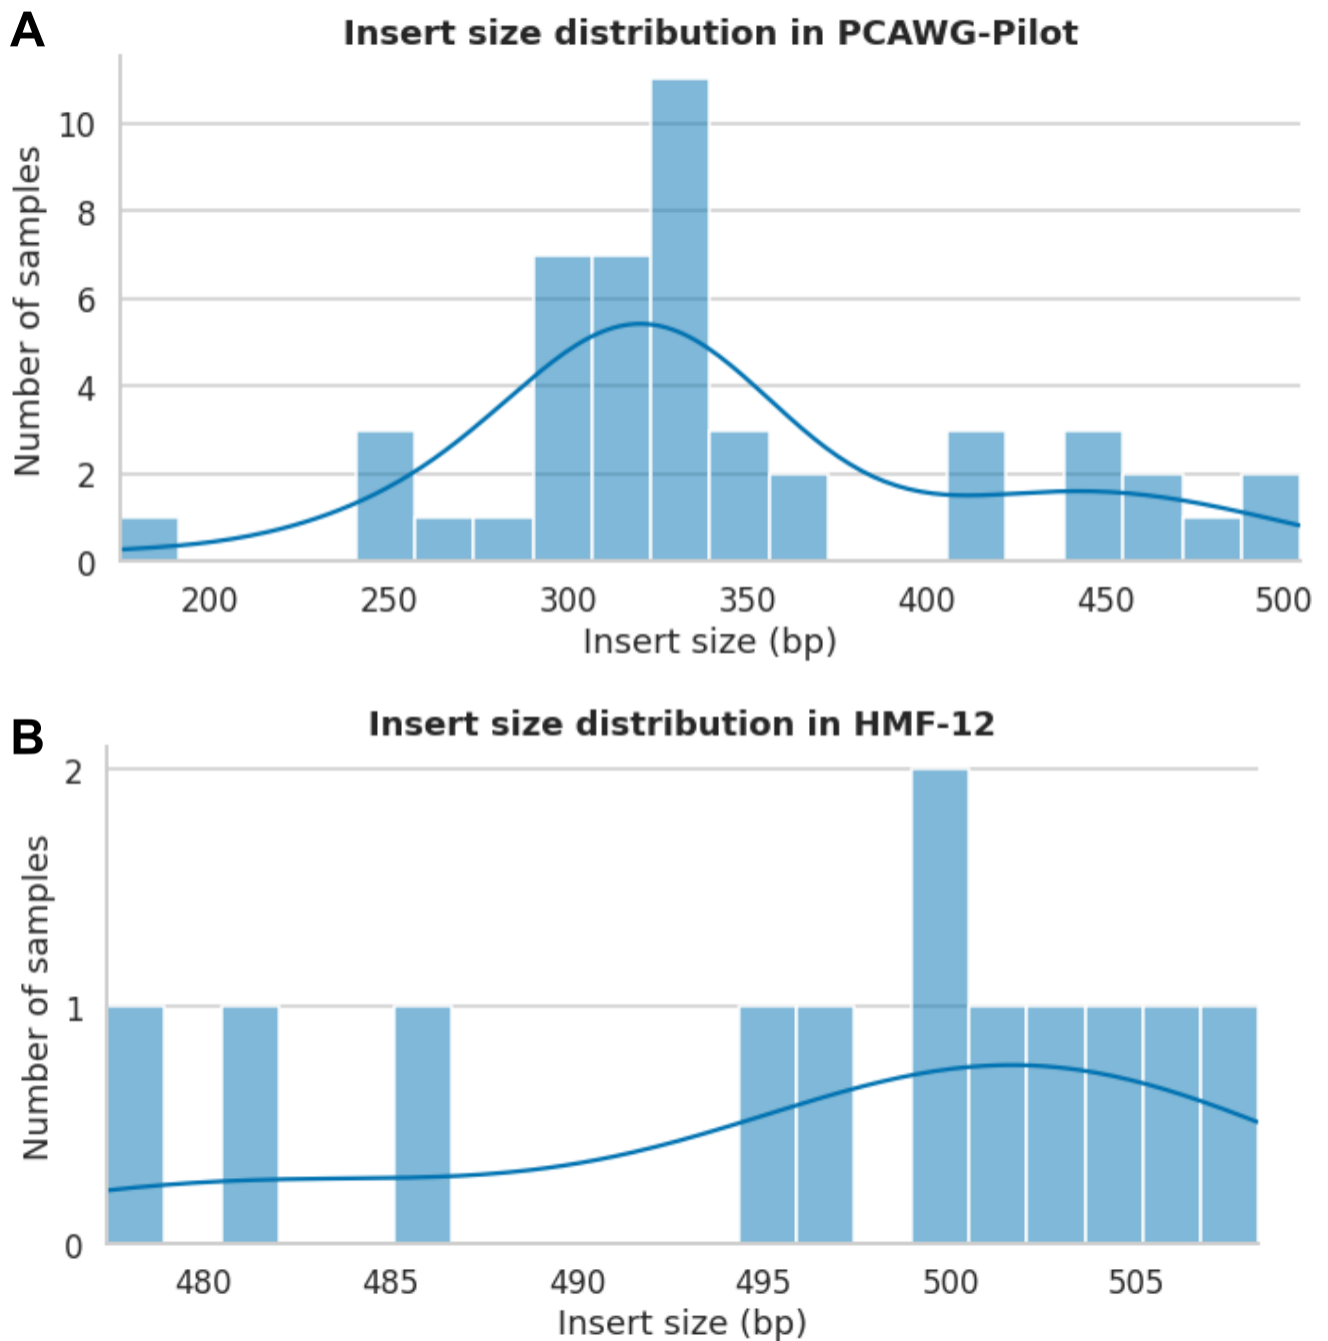 A
Insert size distribution in PCAWG-Pilot
Number of samples
10
8
6
4
2
0
200 250 300 350 400 450 500
Insert size (bp)
B
Insert size distribution in HMF-12
Number of samples
2
1
0
480 485 490 495 500 505
Insert size (bp)